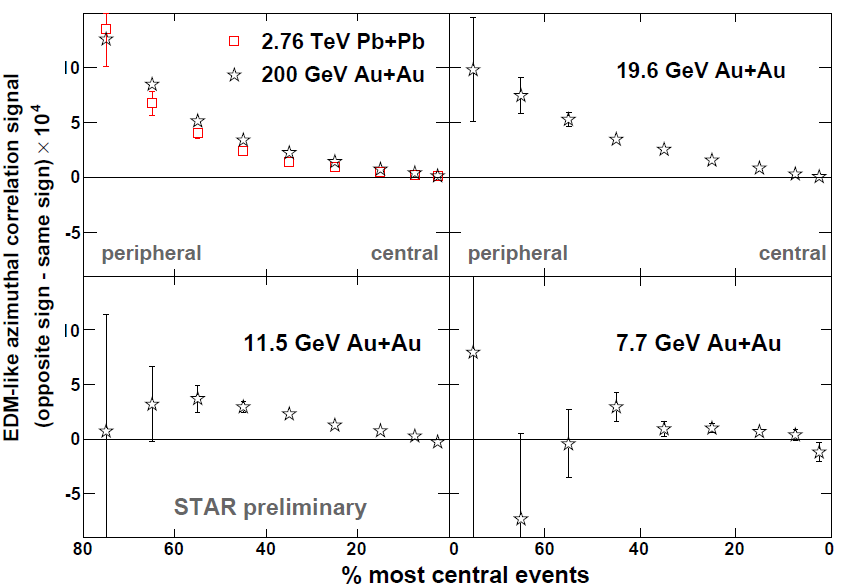 EDM-like azimuthal correlation signal
(opposite sign - same sign) × 10⁴
2.76 TeV Pb+Pb
200 GeV Au+Au
10
5
0
-5
peripheral
central
19.6 GeV Au+Au
peripheral
central
11.5 GeV Au+Au
10
5
0
-5
STAR preliminary
7.7 GeV Au+Au
80 60 40 20 0 60 40 20 0
% most central events